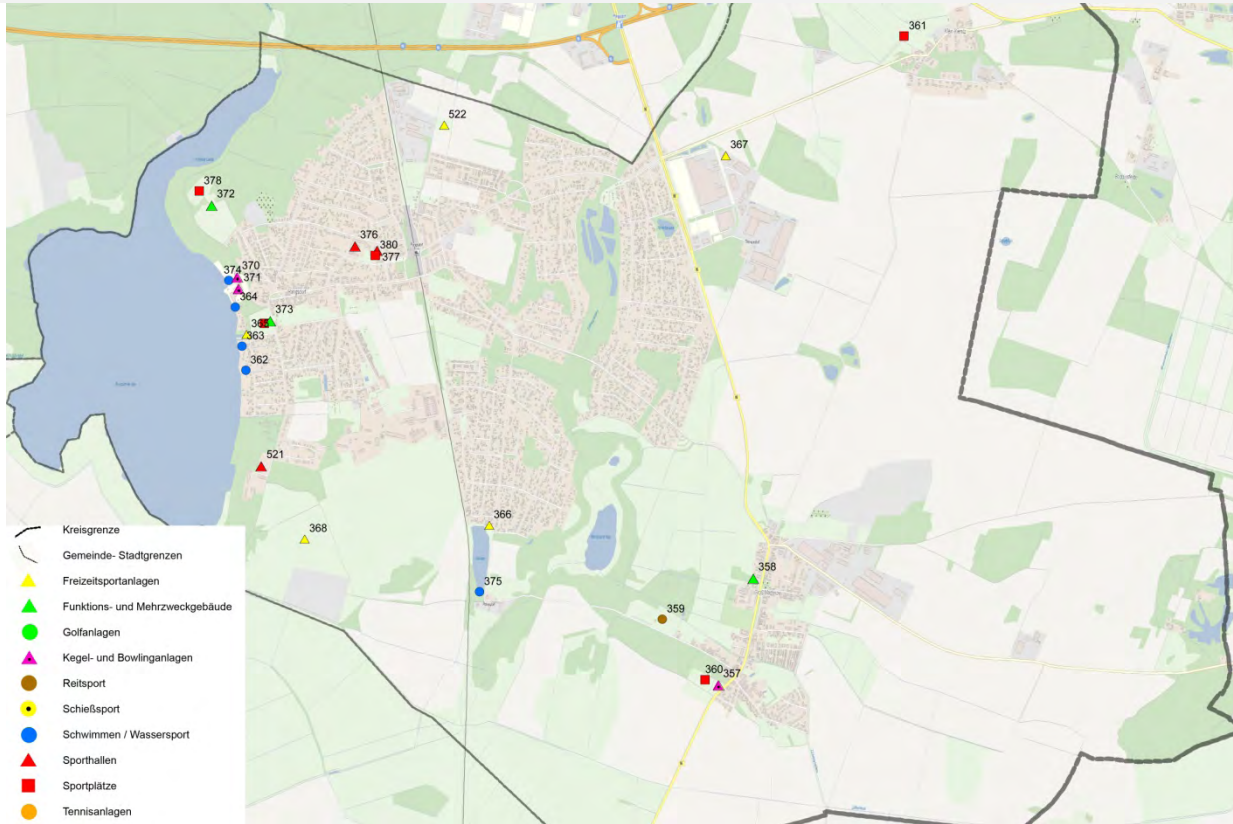 361
522
367
378
372
376
380
377
370
374
371
364
373
365
363
362
521
366
368
375
358
359
360
357
Kreisgrenze
Gemeinde- Stadtgrenzen
Freizeitsportanlagen
Funktions- und Mehrzweckgebäude
Golfanlagen
Kegel- und Bowlinganlagen
Reitsport
Schießsport
Schwimmen / Wassersport
Sporthallen
Sportplätze
Tennisanlagen